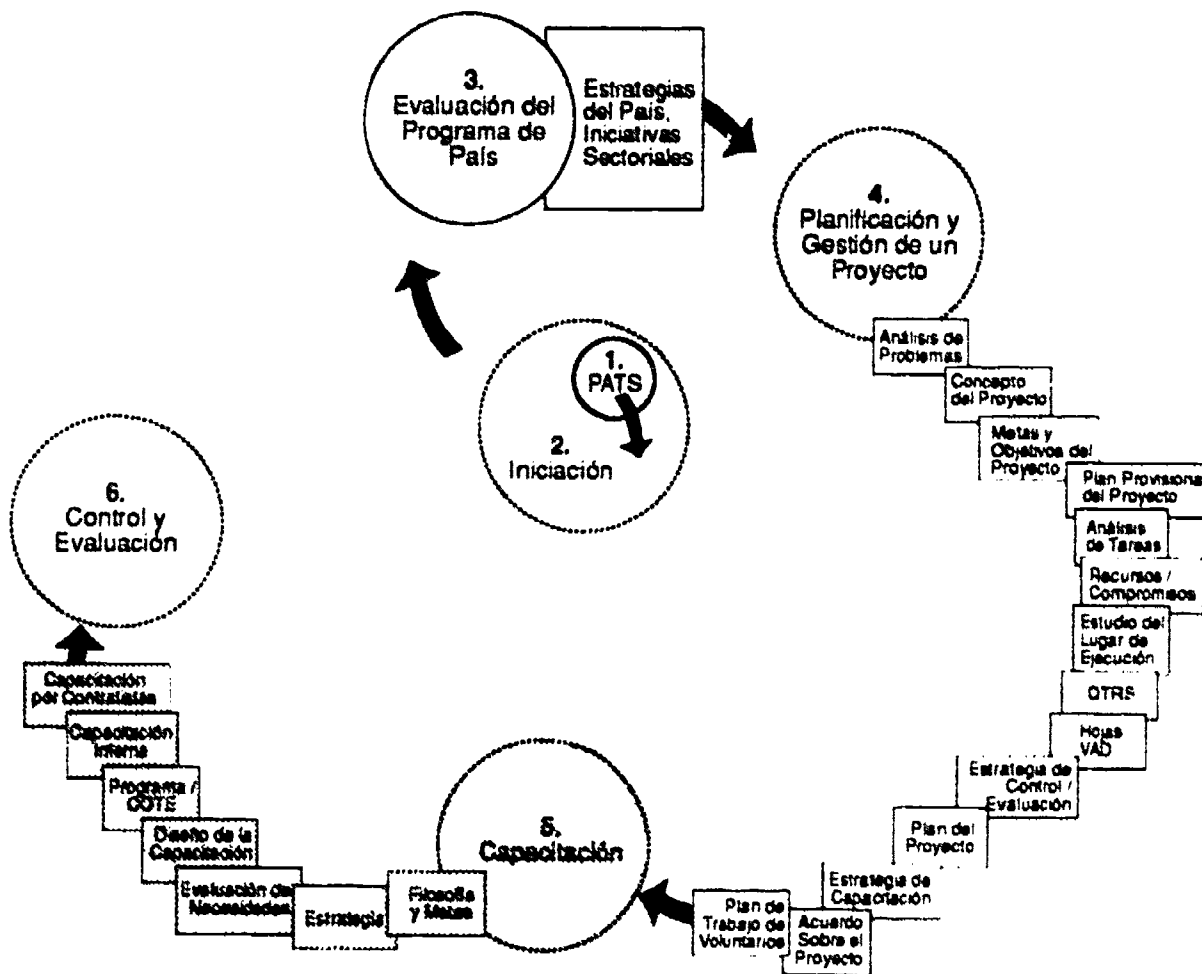 3.
Evaluación del
Programa de
País
Estrategias
del País,
Iniciativas
Sectoriales
4.
Planificación y
Gestión de un
Proyecto
1.
PATS
2.
Iniciación
Análisis de
Problemas
Concepto
del Proyecto
Metas y
Objetivos del
Proyecto
Plan Provisional
del Proyecto
Análisis
de Tareas
Recursos /
Compromisos
Estudio del
Lugar de
Ejecución
QTRS
Hojas
VAD
Estrategia de
Control /
Evaluación
Plan del
Proyecto
Estrategia de
Capacitación
Acuerdo
Sobre el
Proyecto
Plan de
Trabajo de
Voluntarios
5.
Capacitación
Filosofía
y Metas
Estrategia
Evaluación de
Necesidades
Diseño de la
Capacitación
Programa /
COTE
Capacitación
Interna
Capacitación
por Contratistas
6.
Control y
Evaluación